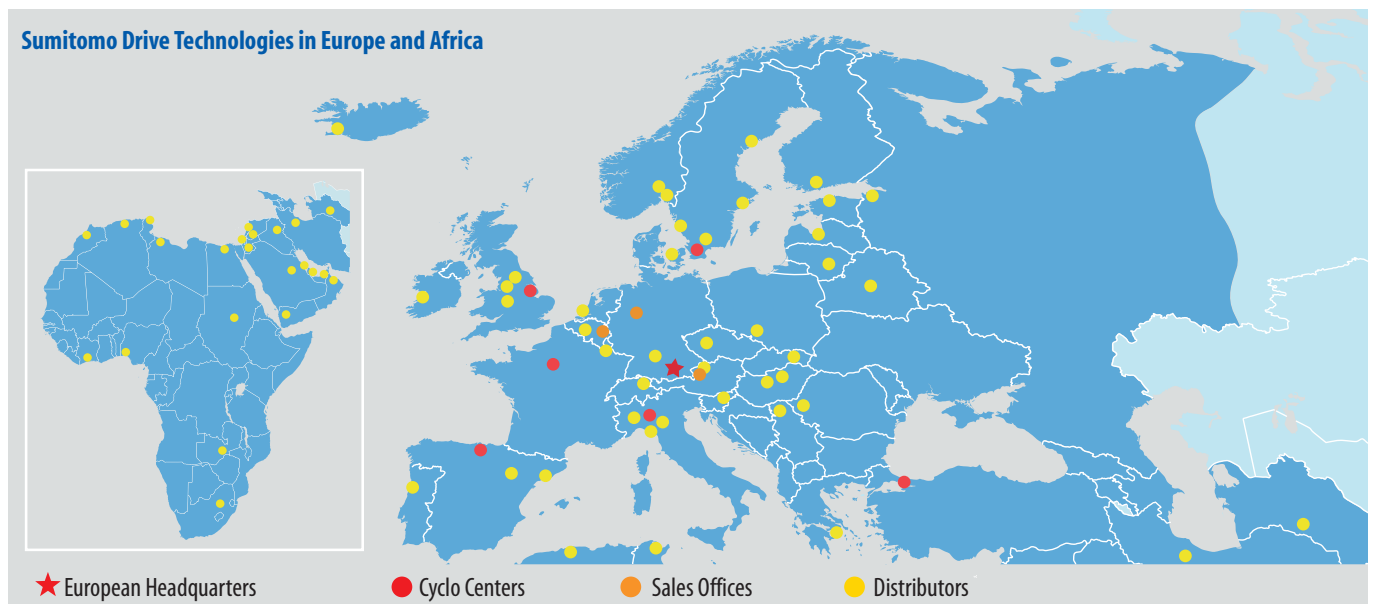 Sumitomo Drive Technologies in Europe and Africa
European Headquarters
Cyclo Centers
Sales Offices
Distributors